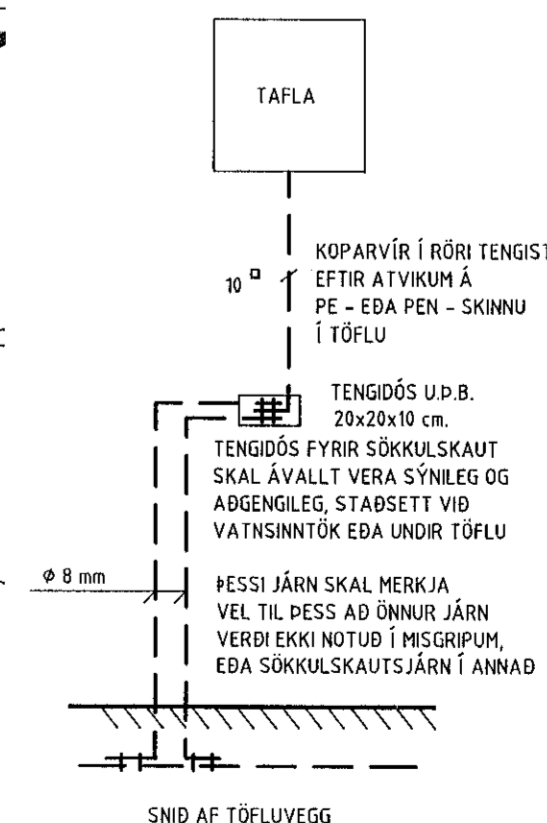 TAFLA
KOPARVÍR Í RÖRI TENGIST
EFTIR ATVIKUM Á
PE - EÐA PEN - SKINNU
Í TÖFLU
10 □
TENGIDÓS U.Þ.B.
20x20x10 cm.
TENGIDÓS FYRIR SÖKKULSKAUT
SKAL ÁVALLT VERA SÝNILEG OG
AÐGENGILEG, STAÐSETT VIÐ
VATNSINNTÖK EÐA UNDIR TÖFLU
ϕ 8 mm
ÞESSI JÁRN SKAL MERKJA
VEL TIL ÞESS AÐ ÖNNUR JÁRN
VERÐI EKKI NOTUÐ Í MISGRIPUM,
EÐA SÖKKULSKAUTSJÁRN Í ANNAÐ
SNIÐ AF TÖFLUVEGG